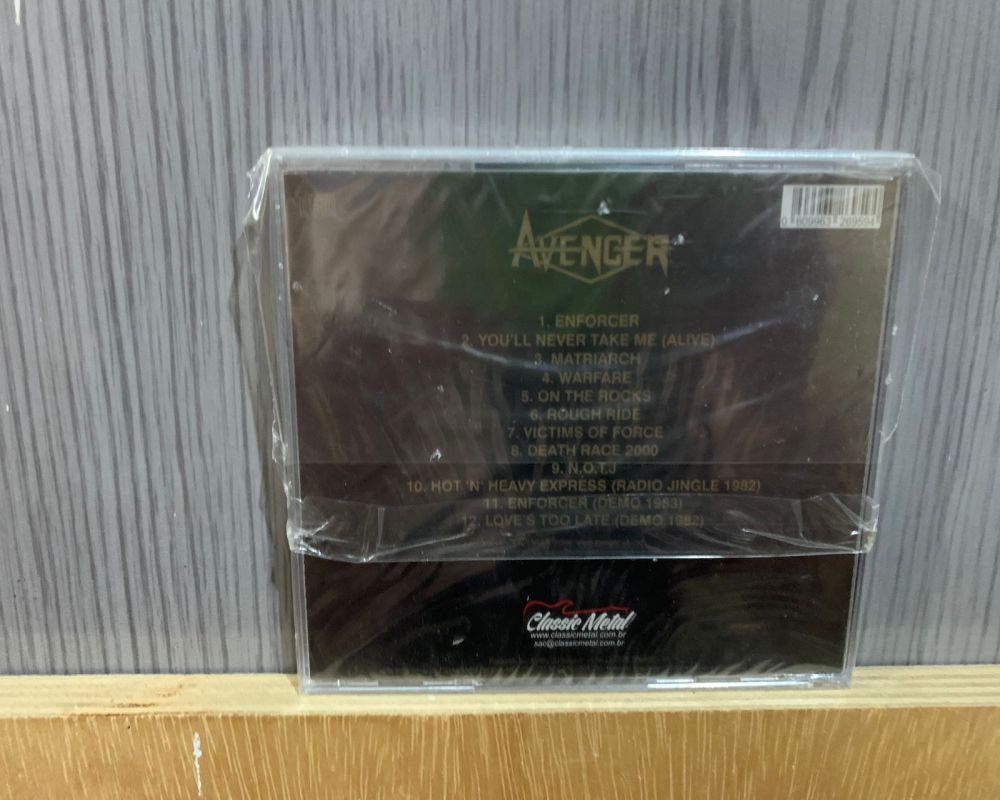 0 809963 269594
AVENGER
1. ENFORCER
2. YOU'LL NEVER TAKE ME (ALIVE)
3. MATRIARCH
4. WARFARE
5. ON THE ROCKS
6. ROUGH RIDE
7. VICTIMS OF FORCE
8. DEATH RACE 2000
9. N.O.T.J
10. HOT 'N' HEAVY EXPRESS (RADIO JINGLE 1982)
11. ENFORCER (DEMO 1983)
12. LOVE'S TOO LATE (DEMO 1982)
Classic Metal
www.classicmetal.com.br
sac@classicmetal.com.br